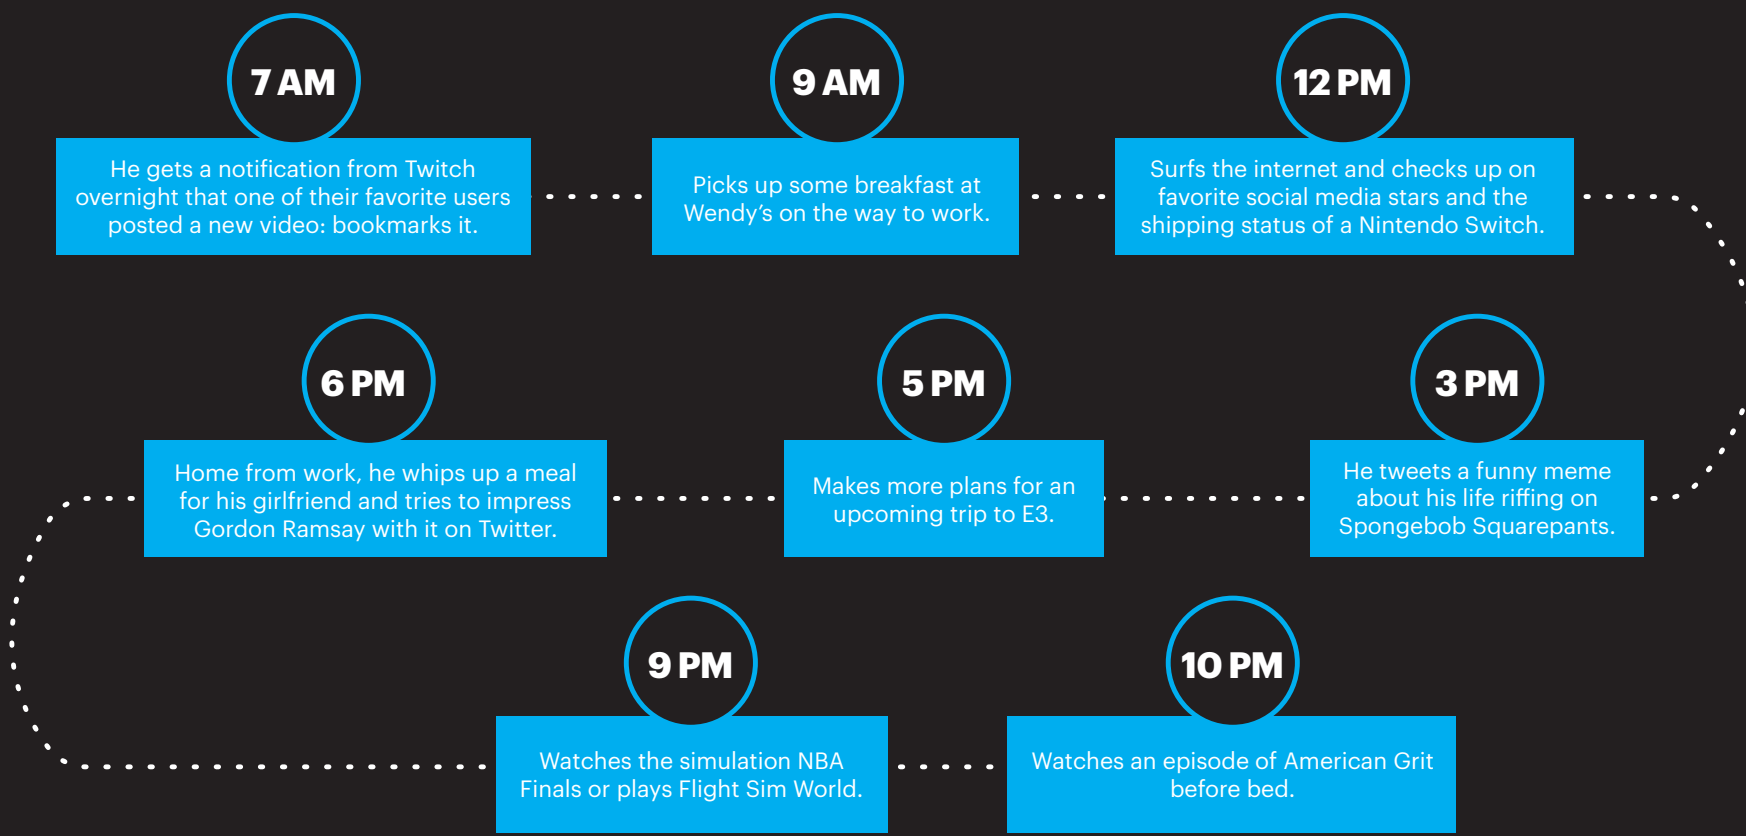 7 AM
He gets a notification from Twitch
overnight that one of their favorite users
posted a new video: bookmarks it.
9 AM
Picks up some breakfast at
Wendy’s on the way to work.
12 PM
Surfs the internet and checks up on
favorite social media stars and the
shipping status of a Nintendo Switch.
3 PM
He tweets a funny meme
about his life riffing on
Spongebob Squarepants.
5 PM
Makes more plans for an
upcoming trip to E3.
6 PM
Home from work, he whips up a meal
for his girlfriend and tries to impress
Gordon Ramsay with it on Twitter.
9 PM
Watches the simulation NBA
Finals or plays Flight Sim World.
10 PM
Watches an episode of American Grit
before bed.